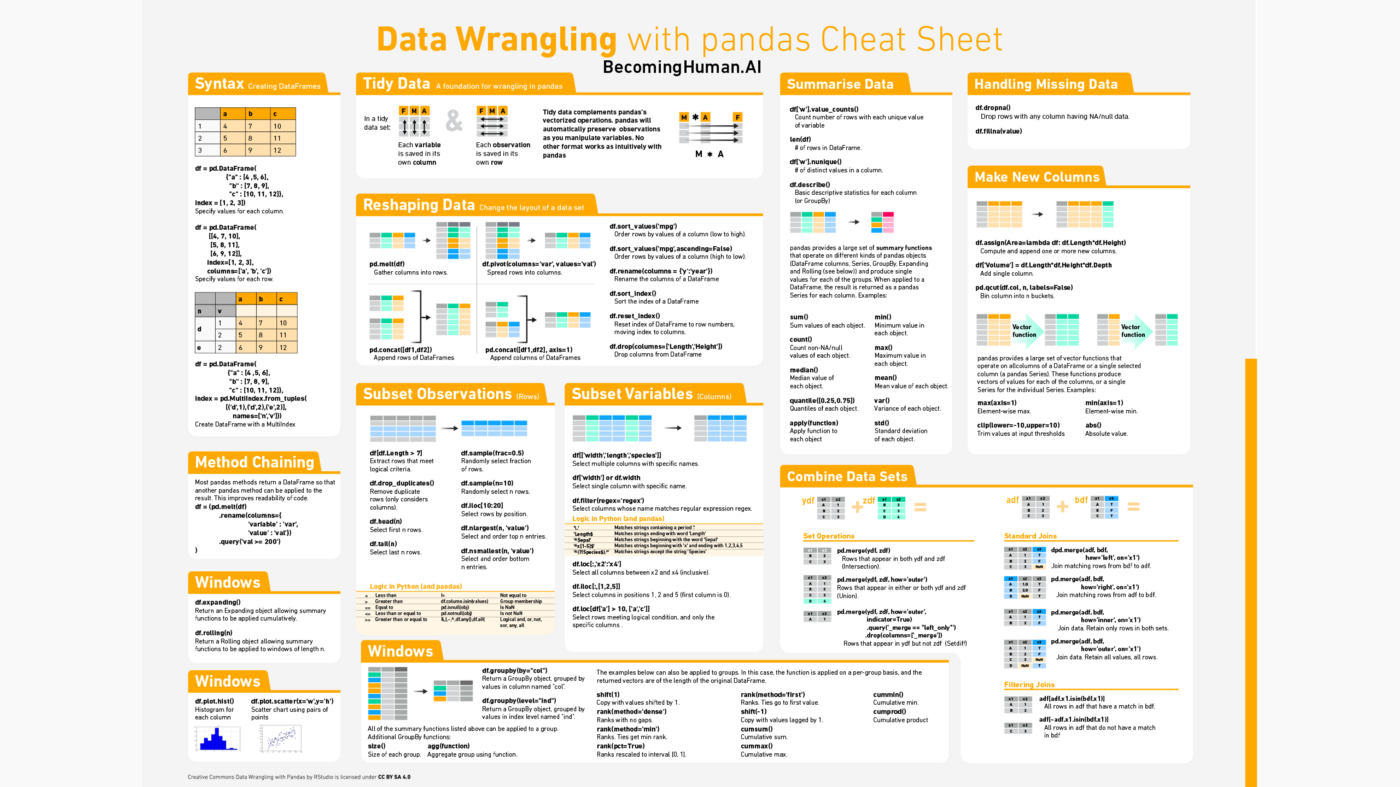 Data Wrangling with pandas Cheat Sheet
BecomingHuman.AI
Syntax Creating DataFrames
a b c
1 4 7 10
2 5 8 11
3 6 9 12
df = pd.DataFrame(
{"a" : [4 ,5, 6],
"b" : [7, 8, 9],
"c" : [10, 11, 12]},
index = [1, 2, 3])
Specify values for each column.
df = pd.DataFrame(
[[4, 7, 10],
[5, 8, 11],
[6, 9, 12]],
index=[1, 2, 3],
columns=['a', 'b', 'c'])
Specify values for each row.
a b c
n v
d 1 4 7 10
2 5 8 11
e 2 6 9 12
df = pd.DataFrame(
{"a" : [4 ,5, 6],
"b" : [7, 8, 9],
"c" : [10, 11, 12]},
index = pd.MultiIndex.from_tuples(
[('d',1),('d',2),('e',2)],
names=['n','v']))
Create DataFrame with a MultiIndex
Method Chaining
Most pandas methods return a DataFrame so that
another pandas method can be applied to the
result. This improves readability of code.
df = (pd.melt(df)
.rename(columns={
'variable' : 'var',
'value' : 'val'})
.query('val >= 200')
)
Windows
df.expanding()
Return an Expanding object allowing summary
functions to be applied cumulatively.
df.rolling(n)
Return a Rolling object allowing summary
functions to be applied to windows of length n.
Windows
df.plot.hist()
Histogram for
each column
df.plot.scatter(x='w',y='h')
Scatter chart using pairs of
points
Tidy Data A foundation for wrangling in pandas
In a tidy
data set:
F M A
Each variable
is saved in its
own column
&
F M A
Each observation
is saved in its
own row
Tidy data complements pandas's
vectorized operations. pandas will
automatically preserve observations
as you manipulate variables. No
other format works as intuitively with
pandas
M * A F
M * A
Reshaping Data Change the layout of a data set
pd.melt(df)
Gather columns into rows.
df.pivot(columns='var', values='val')
Spread rows into columns.
pd.concat([df1,df2])
Append rows of DataFrames
pd.concat([df1,df2], axis=1)
Append columns of DataFrames
df.sort_values('mpg')
Order rows by values of a column (low to high).
df.sort_values('mpg',ascending=False)
Order rows by values of a column (high to low).
df.rename(columns = {'y':'year'})
Rename the columns of a DataFrame
df.sort_index()
Sort the index of a DataFrame
df.reset_index()
Reset index of DataFrame to row numbers,
moving index to columns.
df.drop(columns=['Length','Height'])
Drop columns from DataFrame
Subset Observations (Rows)
df[df.Length > 7]
Extract rows that meet
logical criteria.
df.drop_duplicates()
Remove duplicate
rows (only considers
columns).
df.head(n)
Select first n rows.
df.tail(n)
Select last n rows.
df.sample(frac=0.5)
Randomly select fraction
of rows.
df.sample(n=10)
Randomly select n rows.
df.iloc[10:20]
Select rows by position.
df.nlargest(n, 'value')
Select and order top n entries.
df.nsmallest(n, 'value')
Select and order bottom
n entries.
Logic in Python (and pandas)
< Less than != Not equal to
> Greater than df.column.isin(values) Group membership
== Equal to pd.isnull(obj) Is NaN
<= Less than or equal to pd.notnull(obj) Is not NaN
>= Greater than or equal to &,|,~,^,df.any(),df.all( Logical and, or, not,
xor, any, all
Subset Variables (Columns)
df[['width','length','species']]
Select multiple columns with specific names.
df['width'] or df.width
Select single column with specific name.
df.filter(regex='regex')
Select columns whose name matches regular expression regex.
Logic in Python (and pandas)
'\.' Matches strings containing a period '.'
'Length$ Matches strings ending with word 'Length'
'^Sepal' Matches strings beginning with the word 'Sepal'
'^x[1-5]$' Matches strings beginning with 'x' and ending with 1,2,3,4,5
'^(?!Species$).*' Matches strings except the string 'Species'
df.loc[:,'x2':'x4']
Select all columns between x2 and x4 (inclusive).
df.iloc[:,[1,2,5]]
Select columns in positions 1, 2 and 5 (first column is 0).
df.loc[df['a'] > 10, ['a','c']]
Select rows meeting logical condition, and only the
specific columns .
Windows
df.groupby(by="col")
Return a GroupBy object, grouped by
values in column named "col".
df.groupby(level="ind")
Return a GroupBy object, grouped by
values in index level named "ind".
All of the summary functions listed above can be applied to a group.
Additional GroupBy functions:
size()
Size of each group.
agg(function)
Aggregate group using function.
The examples below can also be applied to groups. In this case, the function is applied on a per-group basis, and the
returned vectors are of the length of the original DataFrame.
shift(1)
Copy with values shifted by 1.
rank(method='dense')
Ranks with no gaps.
rank(method='min')
Ranks. Ties get min rank.
rank(pct=True)
Ranks rescaled to interval [0, 1].
rank(method='first')
Ranks. Ties go to first value.
shift(-1)
Copy with values lagged by 1.
cumsum()
Cumulative sum.
cummax()
Cumulative max.
cummin()
Cumulative min.
cumprod()
Cumulative product
Summarise Data
df['w'].value_counts()
Count number of rows with each unique value
of variable
len(df)
# of rows in DataFrame.
df['w'].nunique()
# of distinct values in a column.
df.describe()
Basic descriptive statistics for each column
(or GroupBy)
pandas provides a large set of summary functions
that operate on different kinds of pandas objects
(DataFrame columns, Series, GroupBy, Expanding
and Rolling (see below)) and produce single
values for each of the groups. When applied to a
DataFrame, the result is returned as a pandas
Series for each column. Examples:
sum()
Sum values of each object.
count()
Count non-NA/null
values of each object.
median()
Median value of
each object.
quantile([0.25,0.75])
Quantiles of each object.
apply(function)
Apply function to
each object
min()
Minimum value in
each object.
max()
Maximum value in
each object.
mean()
Mean value of each object.
var()
Variance of each object.
std()
Standard deviation
of each object.
Handling Missing Data
df.dropna()
Drop rows with any column having NA/null data.
df.fillna(value)
Make New Columns
df.assign(Area=lambda df: df.Length*df.Height)
Compute and append one or more new columns.
df['Volume'] = df.Length*df.Height*df.Depth
Add single column.
pd.qcut(df.col, n, labels=False)
Bin column into n buckets.
Vector
function
Vector
function
pandas provides a large set of vector functions that
operate on allcolumns of a DataFrame or a single selected
column (a pandas Series). These functions produce
vectors of values for each of the columns, or a single
Series for the individual Series. Examples:
max(axis=1)
Element-wise max.
clip(lower=-10,upper=10)
Trim values at input thresholds
min(axis=1)
Element-wise min.
abs()
Absolute value.
Combine Data Sets
ydf + zdf =
adf + bdf =
Set Operations
pd.merge(ydf, zdf)
Rows that appear in both ydf and zdf
(Intersection).
pd.merge(ydf, zdf, how='outer')
Rows that appear in either or both ydf and zdf
(Union).
pd.merge(ydf, zdf, how='outer',
indicator=True)
.query('_merge == "left_only"')
.drop(columns=['_merge'])
Rows that appear in ydf but not zdf (Setdiff)
Standard Joins
dpd.merge(adf, bdf,
how='left', on='x1')
Join matching rows from bdf to adf.
pd.merge(adf, bdf,
how='right', on='x1')
Join matching rows from adf to bdf.
pd.merge(adf, bdf,
how='inner', on='x1')
Join data. Retain only rows in both sets.
pd.merge(adf, bdf,
how='outer', on='x1')
Join data. Retain all values, all rows.
Filtering Joins
adf[adf.x1.isin(bdf.x1)]
All rows in adf that have a match in bdf.
adf[~adf.x1.isin(bdf.x1)]
All rows in adf that do not have a match
in bdf
Creative Commons Data Wrangling with Pandas by RStudio is licensed under CC BY SA 4.0